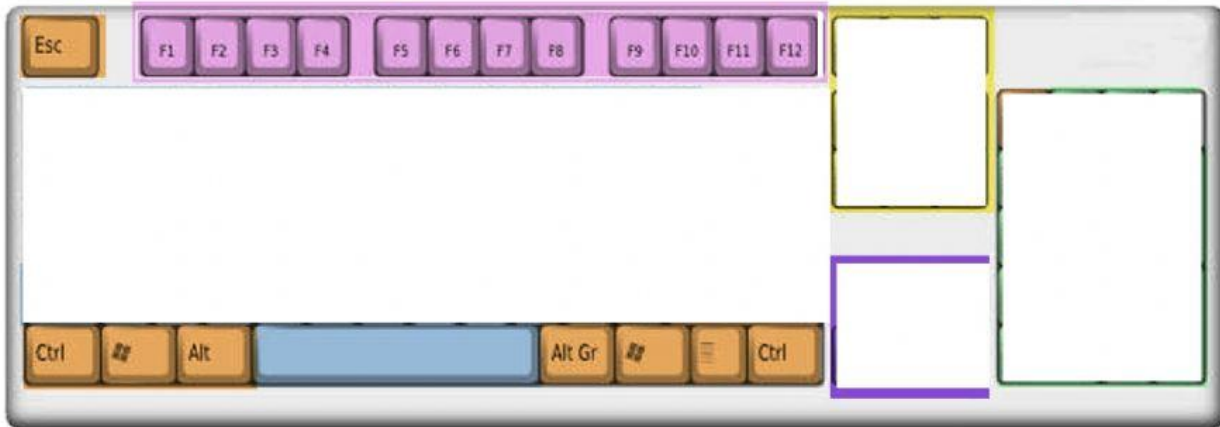 Esc F1 F2 F3 F4 F5 F6 F7 F8 F9 F10 F11 F12
Ctrl Alt Alt Gr Ctrl